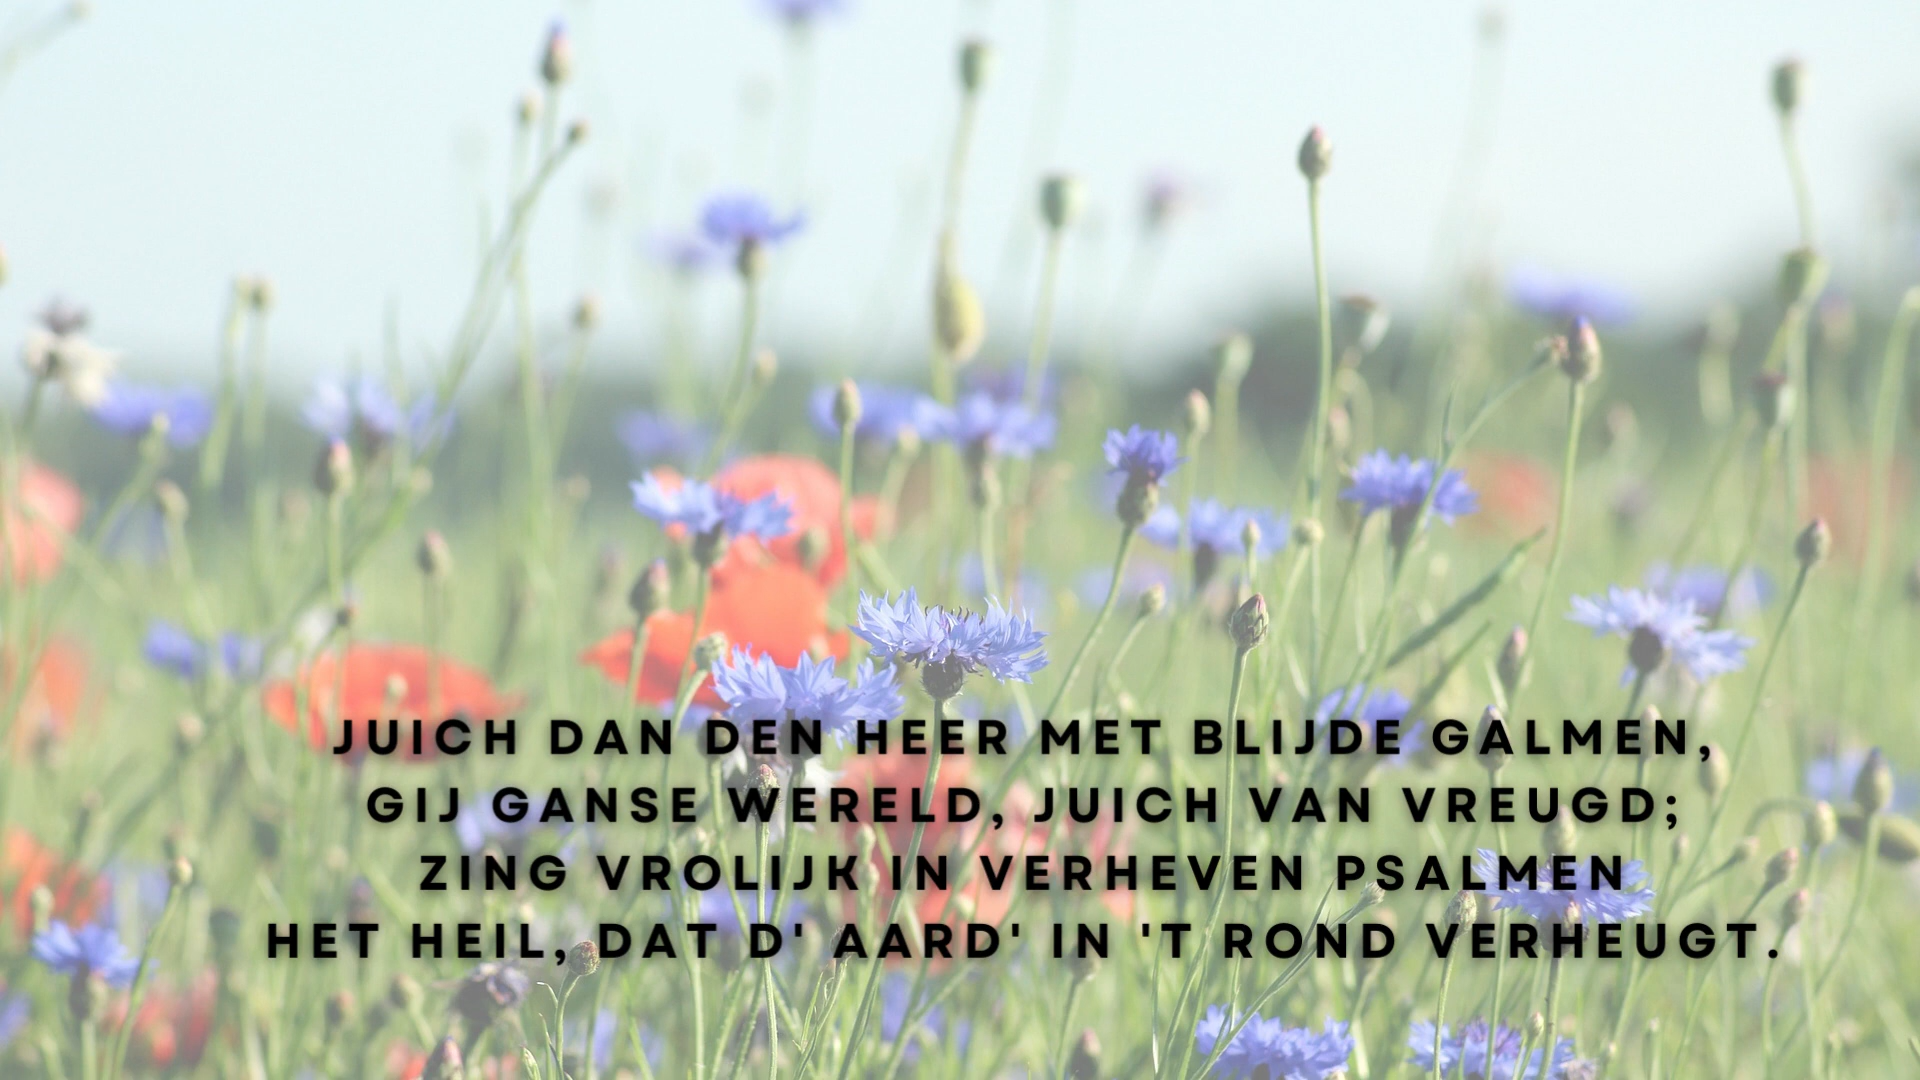 JUICH DAN DEN HEER MET BLIJDE GALMEN,
GIJ GANSE WERELD, JUICH VAN VREUGD;
ZING VROLIJK IN VERHEVEN PSALMEN
HET HEIL, DAT D' AARD' IN 'T ROND VERHEUGT.